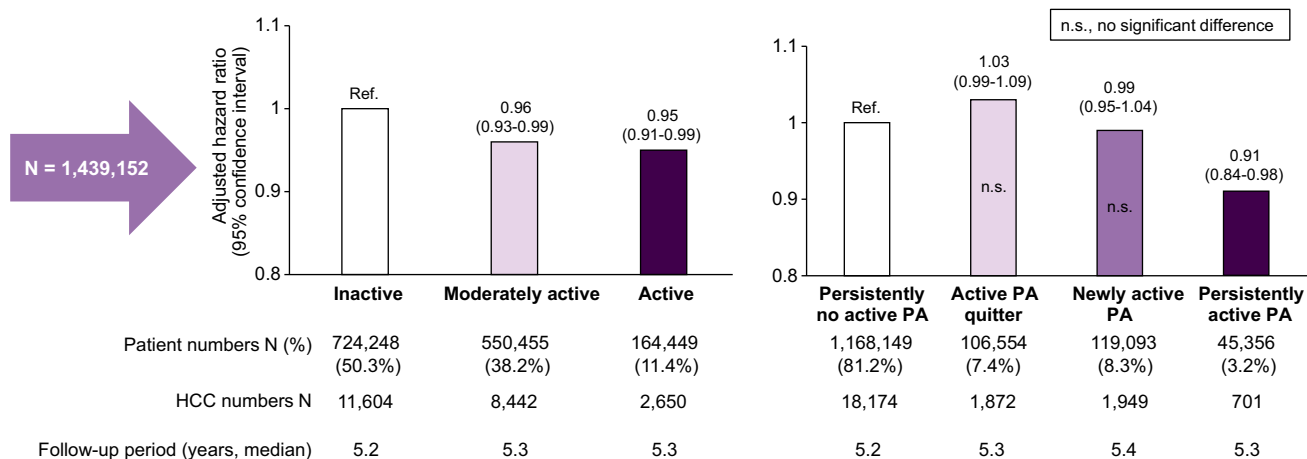 N = 1,439,152
Adjusted hazard ratio
(95% confidence interval)
1.1
1
0.9
0.8
Ref.
0.96
(0.93-0.99)
0.95
(0.91-0.99)
Inactive
Moderately active
Active
n.s., no significant difference
1.1
1
0.9
0.8
Ref.
1.03
(0.99-1.09)
n.s.
0.99
(0.95-1.04)
n.s.
0.91
(0.84-0.98)
Persistently
no active PA
Active PA
quitter
Newly active
PA
Persistently
active PA
Patient numbers N (%)
724,248
(50.3%)
550,455
(38.2%)
164,449
(11.4%)
1,168,149
(81.2%)
106,554
(7.4%)
119,093
(8.3%)
45,356
(3.2%)
HCC numbers N
11,604
8,442
2,650
18,174
1,872
1,949
701
Follow-up period (years, median)
5.2
5.3
5.3
5.2
5.3
5.4
5.3